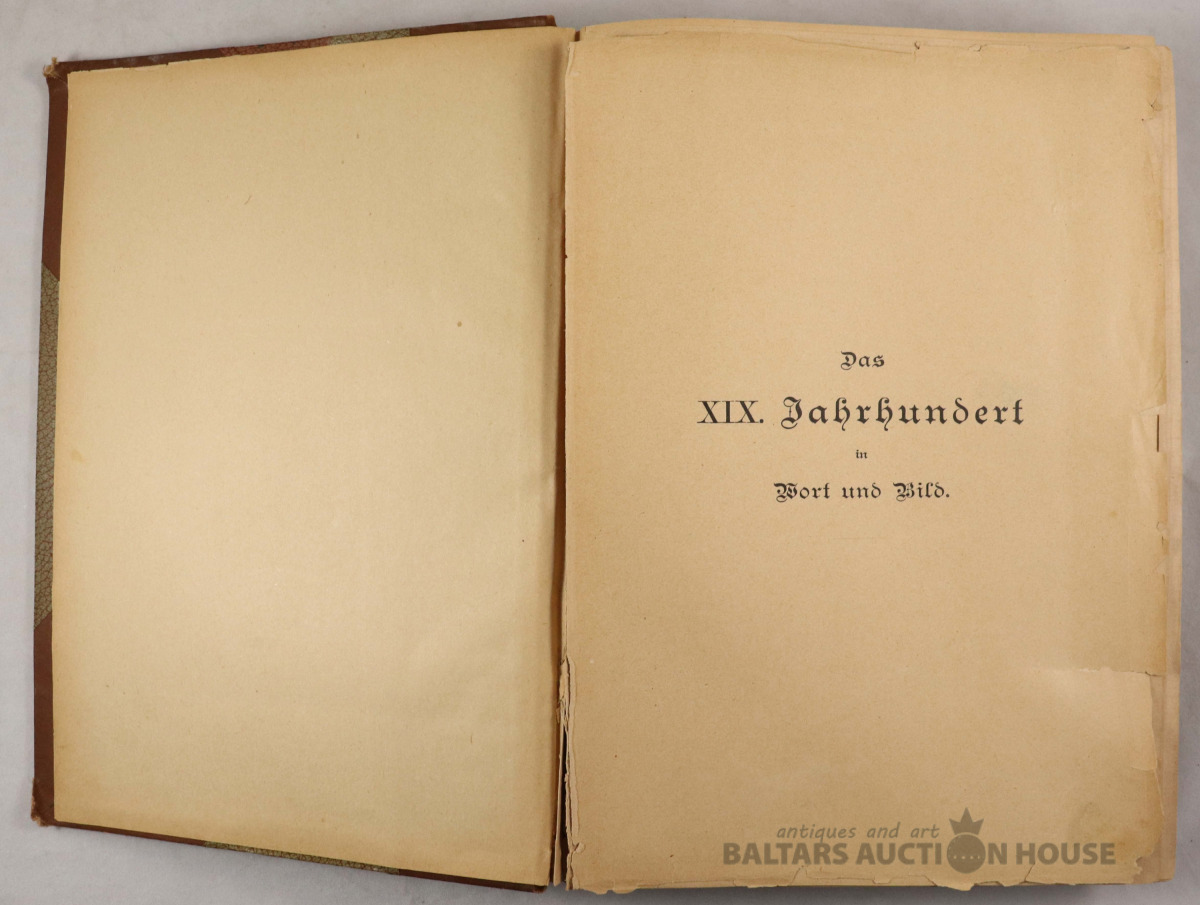 Das
XIX. Jahrhundert
in
Wort und Bild.
antiques and art
BALTARS AUCTION HOUSE